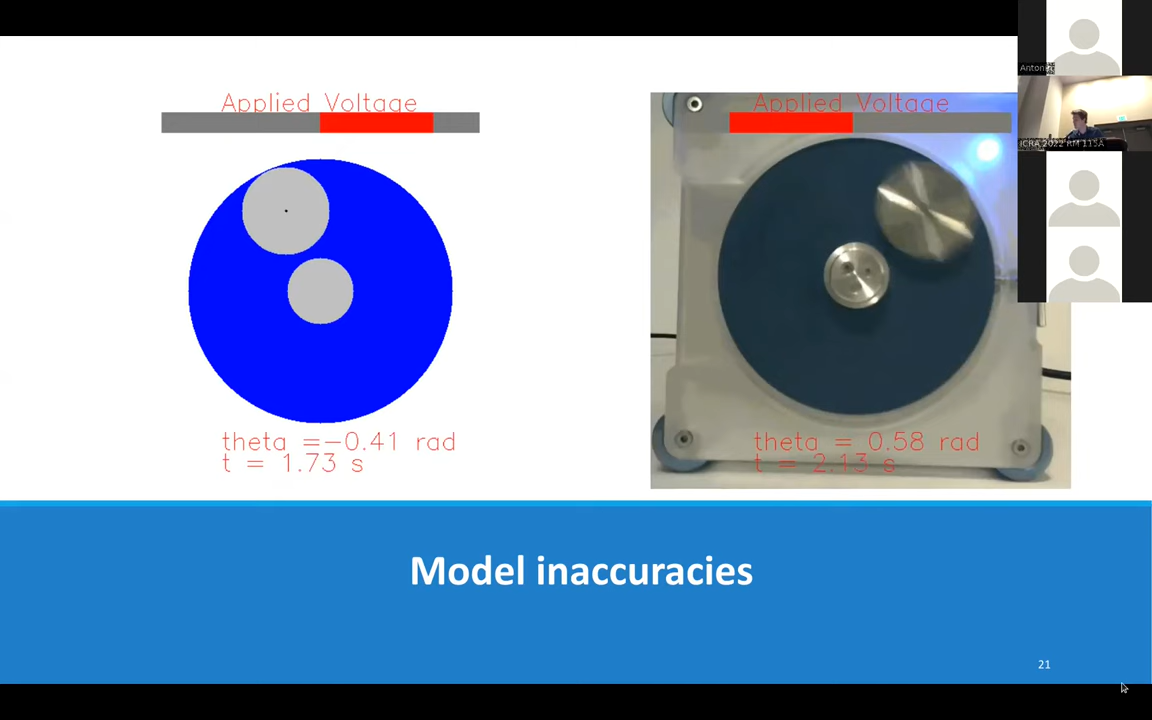 Applied Voltage
theta =−0.41 rad
t = 1.73 s
Applied Voltage
theta = 0.58 rad
t = 2.13 s
Model inaccuracies
21
ICRA 2022 RM 115A